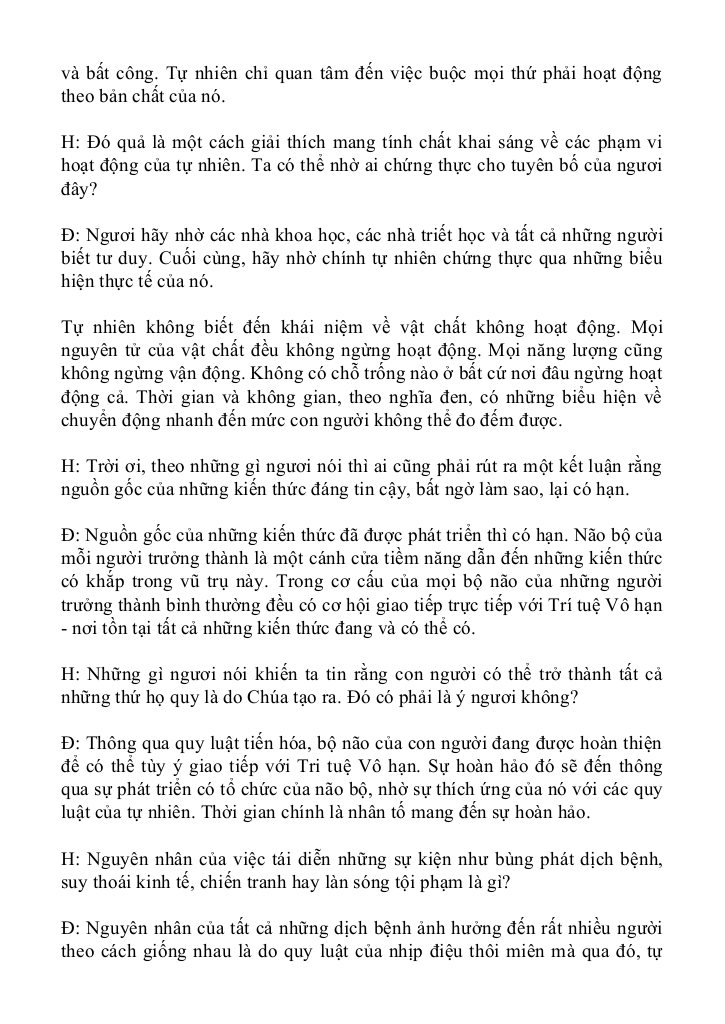 và bất công. Tự nhiên chỉ quan tâm đến việc buộc mọi thứ phải hoạt động
theo bản chất của nó.
H: Đó quả là một cách giải thích mang tính chất khai sáng về các phạm vi
hoạt động của tự nhiên. Ta có thể nhờ ai chứng thực cho tuyên bố của ngươi
đây?
Đ: Ngươi hãy nhờ các nhà khoa học, các nhà triết học và tất cả những người
biết tư duy. Cuối cùng, hãy nhờ chính tự nhiên chứng thực qua những biểu
hiện thực tế của nó.
Tự nhiên không biết đến khái niệm về vật chất không hoạt động. Mọi
nguyên tử của vật chất đều không ngừng hoạt động. Mọi năng lượng cũng
không ngừng vận động. Không có chỗ trống nào ở bất cứ nơi đâu ngừng hoạt
động cả. Thời gian và không gian, theo nghĩa đen, có những biểu hiện về
chuyển động nhanh đến mức con người không thể đo đếm được.
H: Trời ơi, theo những gì ngươi nói thì ai cũng phải rút ra một kết luận rằng
nguồn gốc của những kiến thức đáng tin cậy, bất ngờ làm sao, lại có hạn.
Đ: Nguồn gốc của những kiến thức đã được phát triển thì có hạn. Não bộ của
mỗi người trưởng thành là một cánh cửa tiềm năng dẫn đến những kiến thức
có khắp trong vũ trụ này. Trong cơ cấu của mọi bộ não của những người
trưởng thành bình thường đều có cơ hội giao tiếp trực tiếp với Trí tuệ Vô hạn
- nơi tồn tại tất cả những kiến thức đang và có thể có.
H: Những gì ngươi nói khiến ta tin rằng con người có thể trở thành tất cả
những thứ họ quy là do Chúa tạo ra. Đó có phải là ý ngươi không?
Đ: Thông qua quy luật tiến hóa, bộ não của con người đang được hoàn thiện
để có thể tùy ý giao tiếp với Tri tuệ Vô hạn. Sự hoàn hảo đó sẽ đến thông
qua sự phát triển có tổ chức của não bộ, nhờ sự thích ứng của nó với các quy
luật của tự nhiên. Thời gian chính là nhân tố mang đến sự hoàn hảo.
H: Nguyên nhân của việc tái diễn những sự kiện như bùng phát dịch bệnh,
suy thoái kinh tế, chiến tranh hay làn sóng tội phạm là gì?
Đ: Nguyên nhân của tất cả những dịch bệnh ảnh hưởng đến rất nhiều người
theo cách giống nhau là do quy luật của nhịp điệu thôi miên mà qua đó, tự